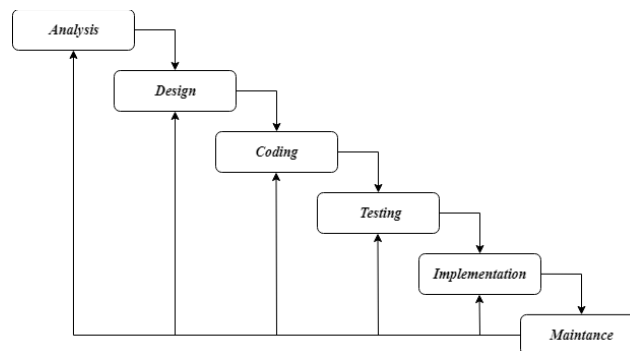 Analysis
Design
Coding
Testing
Implementation
Maintance